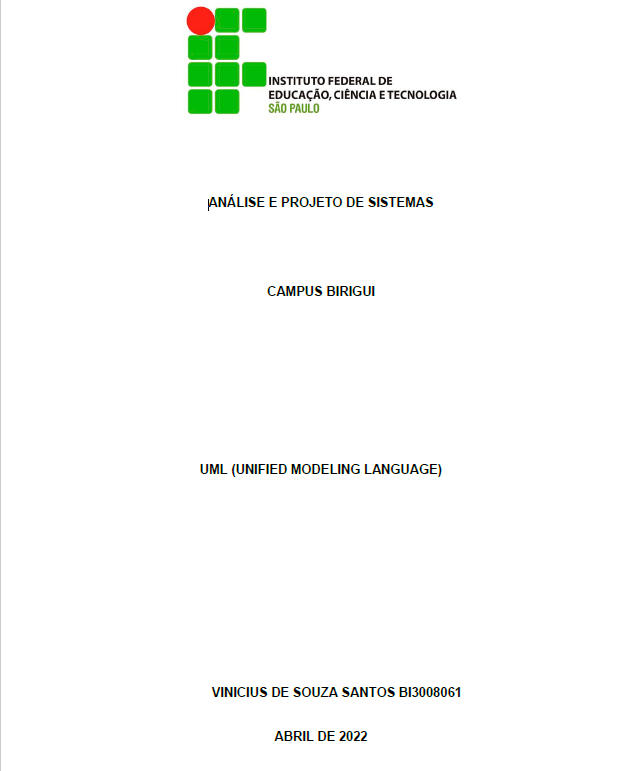 INSTITUTO FEDERAL DE
EDUCAÇÃO, CIÊNCIA E TECNOLOGIA
SÃO PAULO
ANÁLISE E PROJETO DE SISTEMAS
CAMPUS BIRIGUI
UML (UNIFIED MODELING LANGUAGE)
VINICIUS DE SOUZA SANTOS BI3008061
ABRIL DE 2022